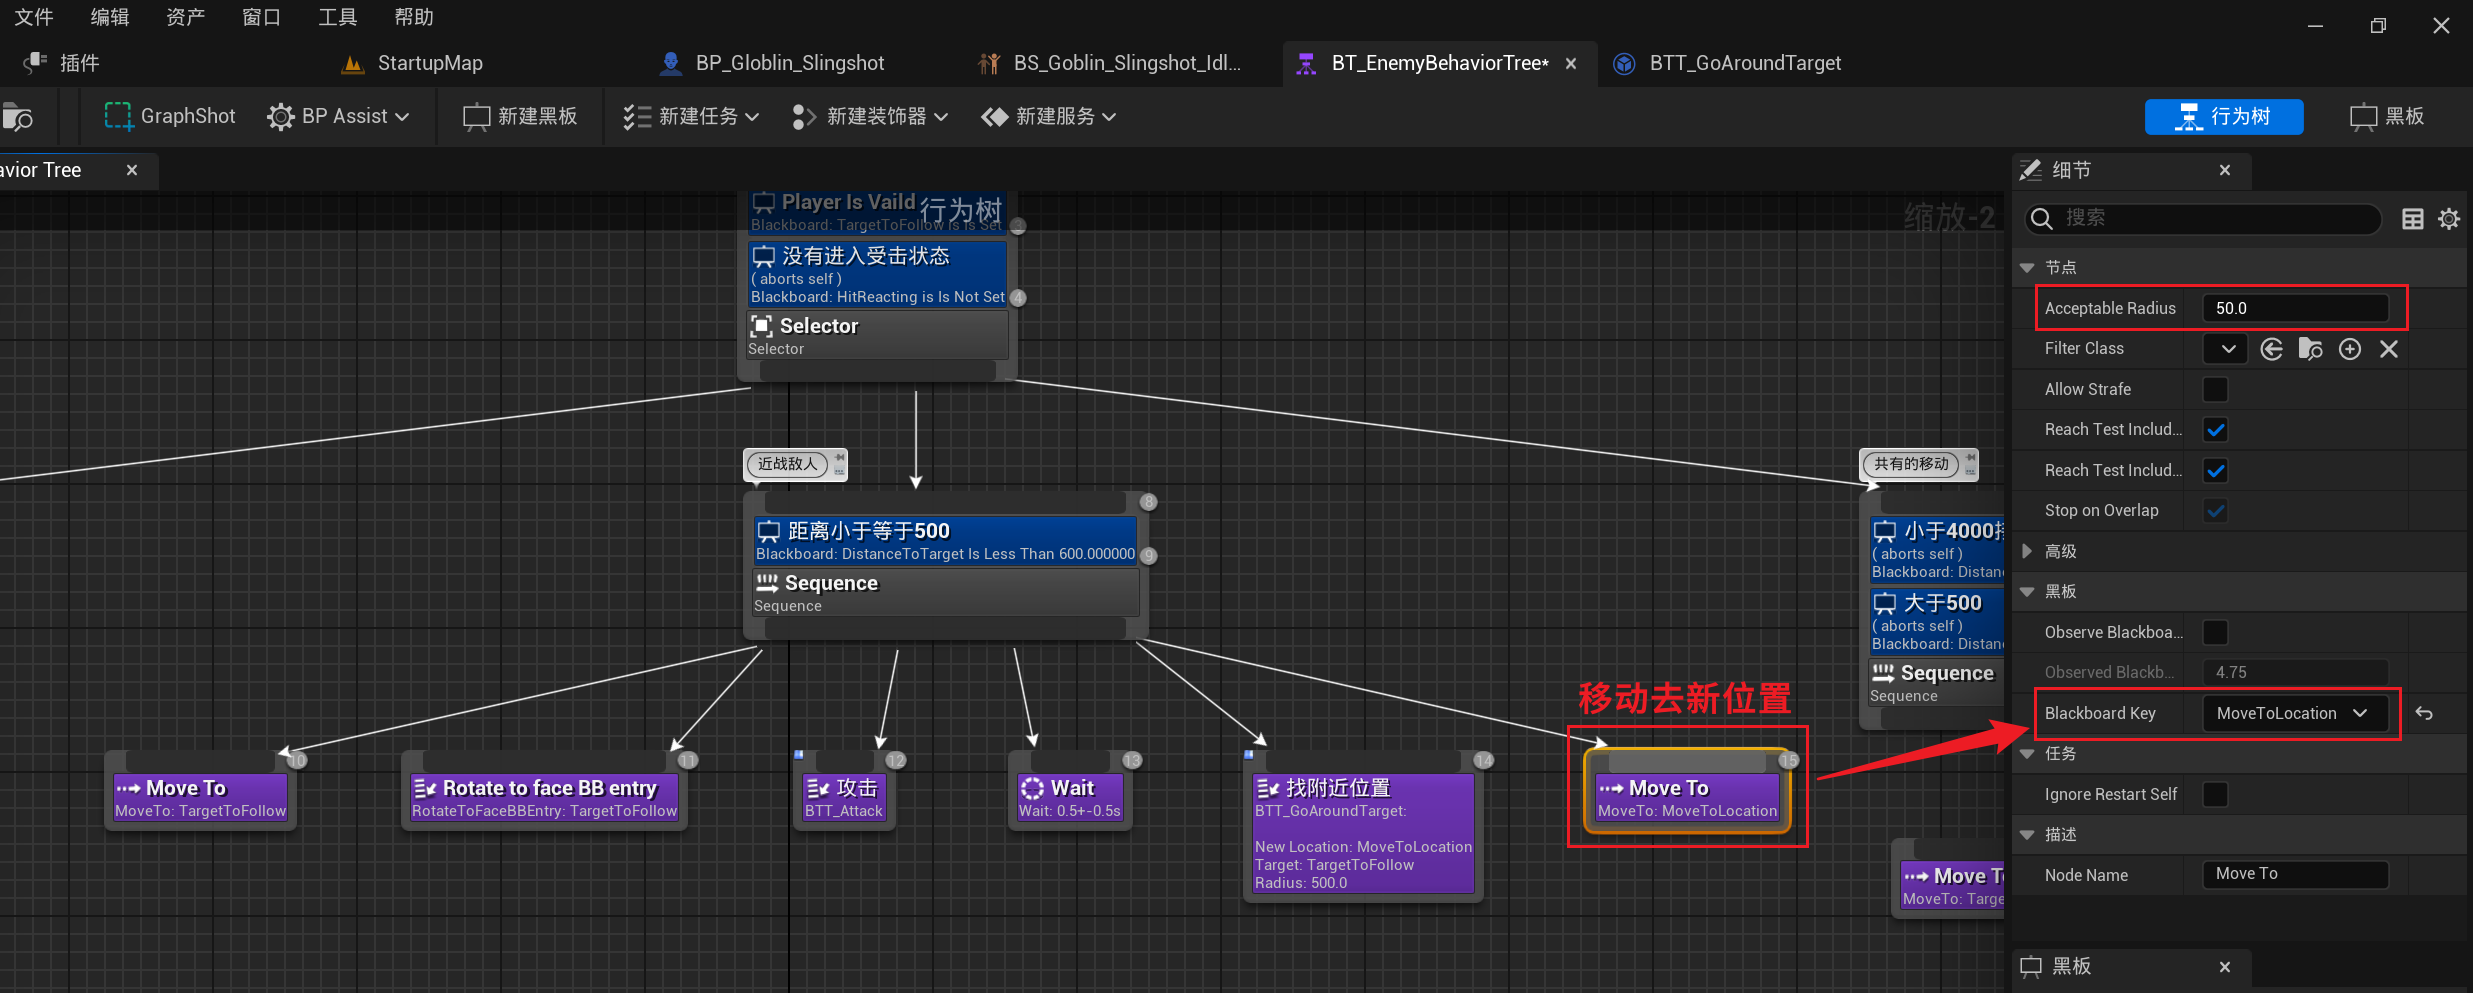 文件 编辑 资产 窗口 工具 帮助
插件 StartupMap BP_Globlin_Slingshot BS_Goblin_Slingshot_Idl... BT_EnemyBehaviorTree* BTT_GoAroundTarget
GraphShot BP Assist 新建黑板 新建任务 新建装饰器 新建服务 行为树 黑板
avior Tree
细节
Player Is Vaild
行为树
Blackboard: TargetToFollow is Is Set
3
缩放-2
搜索
没有进入受击状态
( aborts self )
Blackboard: HitReacting is Is Not Set
4
Selector
Selector
节点
Acceptable Radius 50.0
Filter Class
Allow Strafe
Reach Test Includ...
Reach Test Includ...
Stop on Overlap
高级
黑板
Observe Blackboa...
Observed Blackb... 4.75
Blackboard Key MoveToLocation
任务
Ignore Restart Self
描述
Node Name Move To
黑板
近战敌人
8
距离小于等于500
Blackboard: DistanceToTarget Is Less Than 600.000000
9
Sequence
Sequence
共有的移动
小于4000
( aborts self )
Blackboard: Distan
大于500
( aborts self )
Blackboard: Distan
Sequence
Sequence
移动去新位置
10
Move To
MoveTo: TargetToFollow
11
Rotate to face BB entry
RotateToFaceBBEntry: TargetToFollow
12
攻击
BTT_Attack
13
Wait
Wait: 0.5+-0.5s
14
找附近位置
BTT_GoAroundTarget:
New Location: MoveToLocation
Target: TargetToFollow
Radius: 500.0
15
Move To
MoveTo: MoveToLocation
Move T
MoveTo: Targe